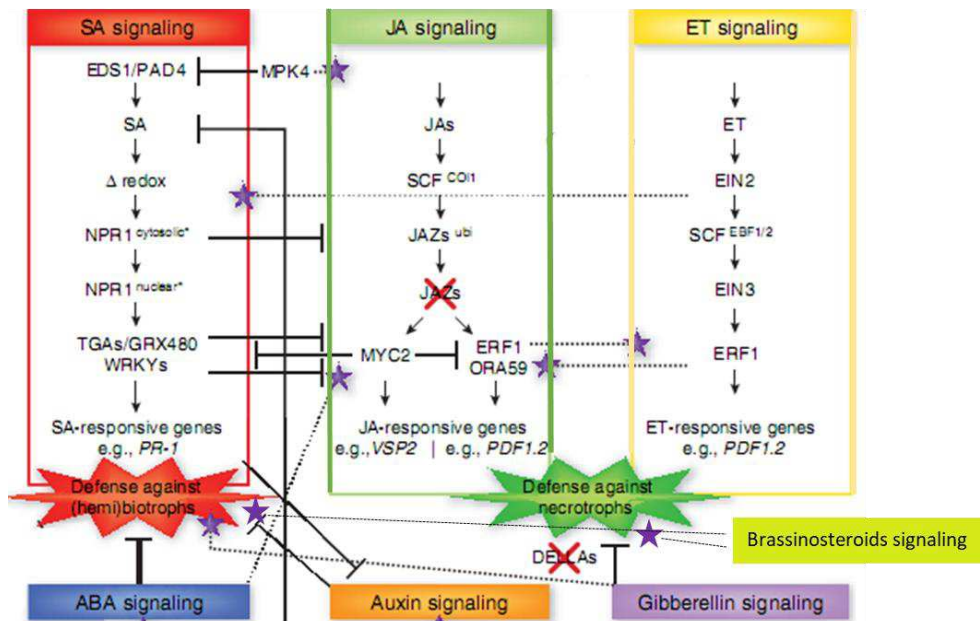 SA signaling
EDS1/PAD4
SA
Δ redox
NPR1 cytosolic*
NPR1 nuclear*
TGAs/GRX480
WRKYs
SA-responsive genes
e.g., PR-1
Defense against
(hemi)biotrophs
MPK4
JA signaling
JAs
SCF COI1
JAZs ubi
JAZs
MYC2
ERF1
ORA59
JA-responsive genes
e.g.,VSP2 | e.g., PDF1.2
ET signaling
ET
EIN2
SCF EBF1/2
EIN3
ERF1
ET-responsive genes
e.g., PDF1.2
Defense against
necrotrophs
Brassinosteroids signaling
DELLAs
ABA signaling
Auxin signaling
Gibberellin signaling